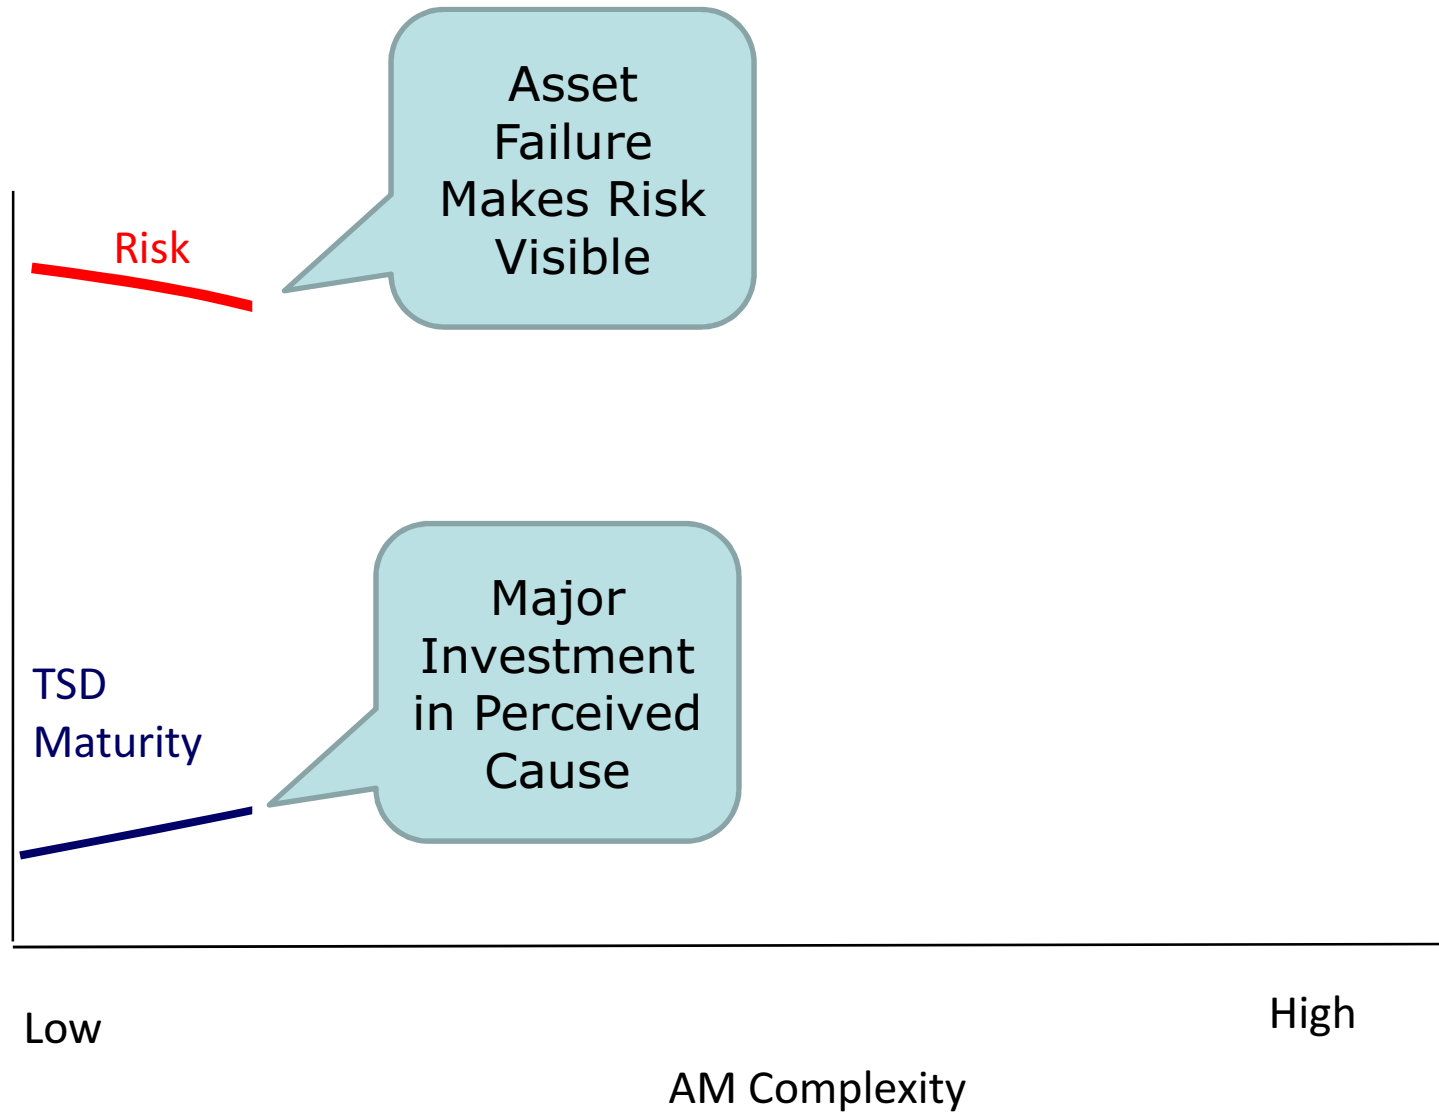 Asset
Failure
Makes Risk
Visible
Risk
Major
Investment
in Perceived
Cause
TSD
Maturity
Low
High
AM Complexity